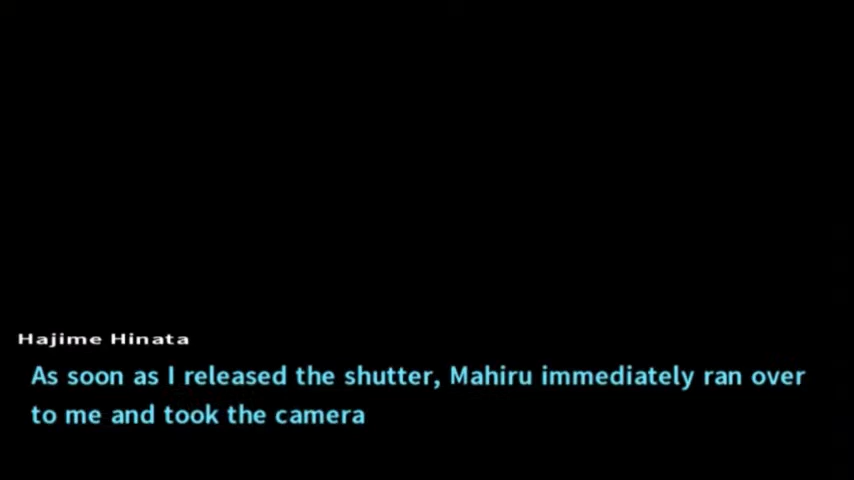 Hajime Hinata
As soon as I released the shutter, Mahiru immediately ran over
to me and took the camera